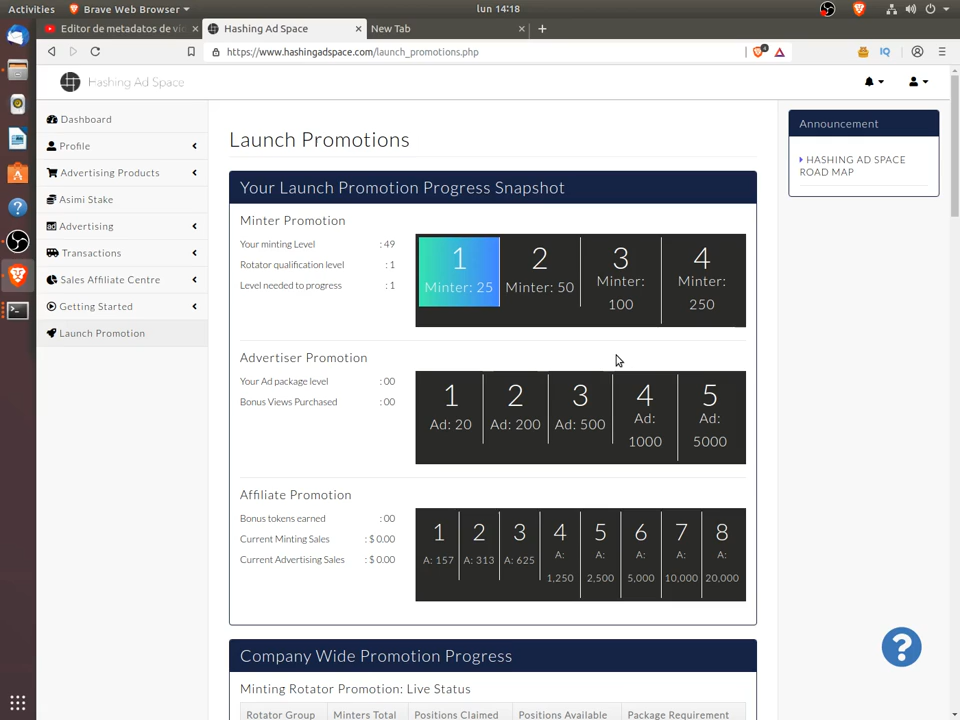 Activities
Brave Web Browser
lun 14:18
Editor de metadatos de ví
Hashing Ad Space
New Tab
https://www.hashingadspace.com/launch_promotions.php
4
IQ
Hashing Ad Space
Dashboard
Profile
Advertising Products
Asimi Stake
Advertising
Transactions
Sales Affiliate Centre
Getting Started
Launch Promotion
Launch Promotions
Your Launch Promotion Progress Snapshot
Minter Promotion
Your minting Level : 49
Rotator qualification level : 1
Level needed to progress : 1
1 2 3 4
Minter: 25 Minter: 50 Minter: 100 Minter: 250
Advertiser Promotion
Your Ad package level : 00
Bonus Views Purchased : 00
1 2 3 4 5
Ad: 20 Ad: 200 Ad: 500 Ad: 1000 Ad: 5000
Affiliate Promotion
Bonus tokens earned : 00
Current Minting Sales : $ 0.00
Current Advertising Sales : $ 0.00
1 2 3 4 5 6 7 8
A: 157 A: 313 A: 625 A: 1,250 A: 2,500 A: 5,000 A: 10,000 A: 20,000
Company Wide Promotion Progress
Minting Rotator Promotion: Live Status
Rotator Group Minters Total Positions Claimed Positions Available Package Requirement
Announcement
HASHING AD SPACE
ROAD MAP
?